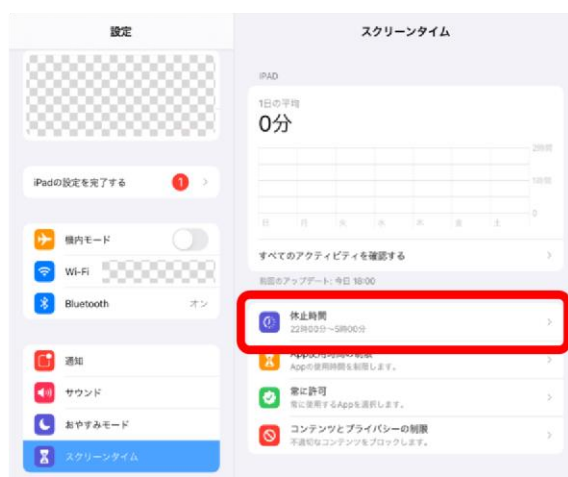 設定
iPadの設定を完了する
1
機内モード
Wi-Fi
Bluetooth
オン
通知
サウンド
おやすみモード
スクリーンタイム
スクリーンタイム
IPAD
1日の平均
0分
0
日 月 火 水 木 金 土
すべてのアクティビティを確認する
前回のアップデート: 今日 18:00
休止時間
22時00分~5時00分
App使用時間の制限
Appの使用時間を制限します。
常に許可
常に使用するAppを選択します。
コンテンツとプライバシーの制限
不適切なコンテンツをブロックします。